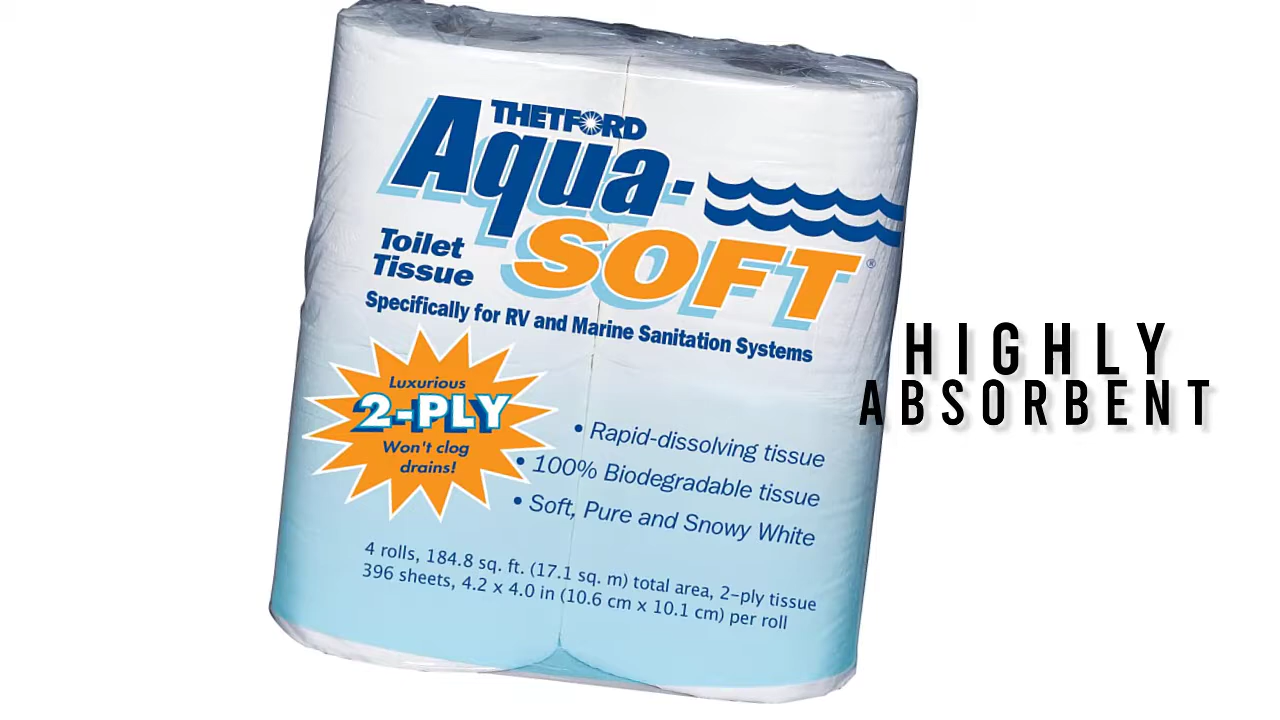 THETFORD
Aqua-
SOFT®
Toilet
Tissue
Specifically for RV and Marine Sanitation Systems
Luxurious
2-PLY
Won't clog
drains!
• Rapid-dissolving tissue
• 100% Biodegradable tissue
• Soft, Pure and Snowy White
4 rolls, 184.8 sq. ft. (17.1 sq. m) total area, 2-ply tissue
396 sheets, 4.2 x 4.0 in (10.6 cm x 10.1 cm) per roll
HIGHLY
ABSORBENT